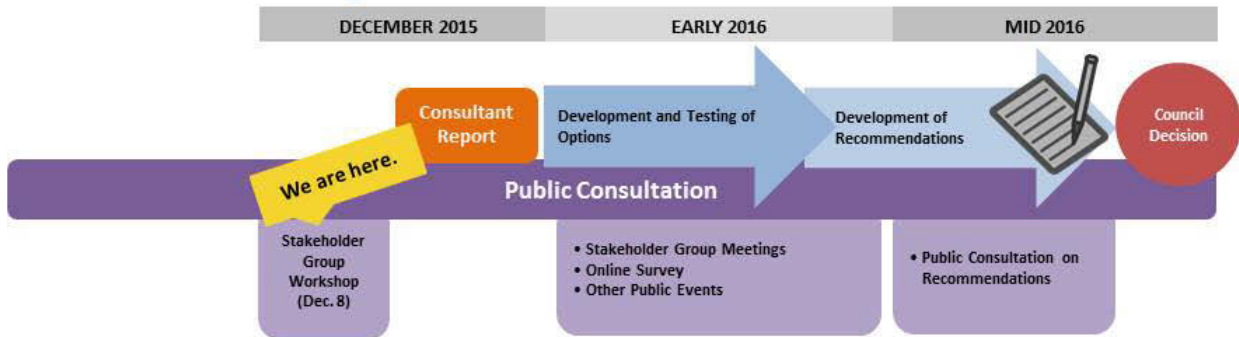 DECEMBER 2015
EARLY 2016
MID 2016
Consultant
Report
Development and Testing of
Options
Development of
Recommendations
Council
Decision
We are here.
Public Consultation
Stakeholder
Group
Workshop
(Dec. 8)
• Stakeholder Group Meetings
• Online Survey
• Other Public Events
• Public Consultation on
Recommendations